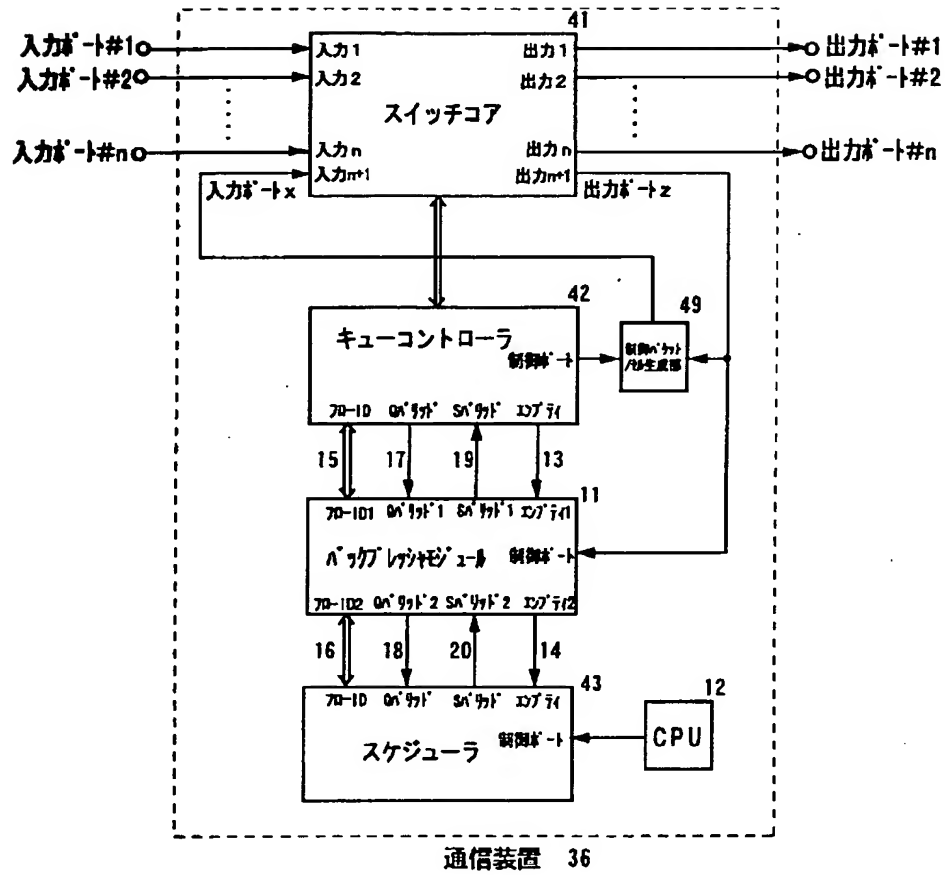 41
入力ポート#1
入力1
出力1
出力ポート#1
入力ポート#2
入力2
出力2
出力ポート#2
スイッチコア
入力ポート#n
入力n
出力n
出力ポート#n
入力n+1
出力n+1
入力ポートx
出力ポートz
42
49
キューコントローラ
制御ポート
制御パケット
/セル生成部
フローID
Qバリッド
Sバリッド
エンプティ
15
17
19
13
11
フローID1
Qバリッド1
Sバリッド1
エンプティ1
バックプレッシャモジュール
制御ポート
フローID2
Qバリッド2
Sバリッド2
エンプティ2
16
18
20
14
43
12
フローID
Qバリッド
Sバリッド
エンプティ
制御ポート
CPU
スケジューラ
通信装置 36